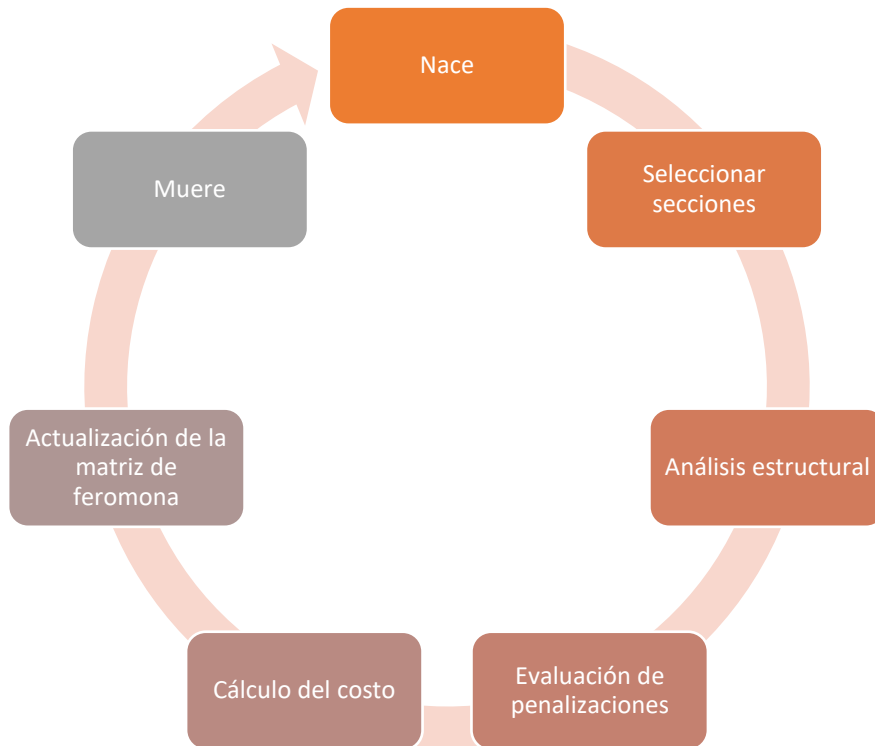 Nace
Seleccionar
secciones
Análisis estructural
Evaluación de
penalizaciones
Cálculo del costo
Actualización de la
matriz de
feromona
Muere